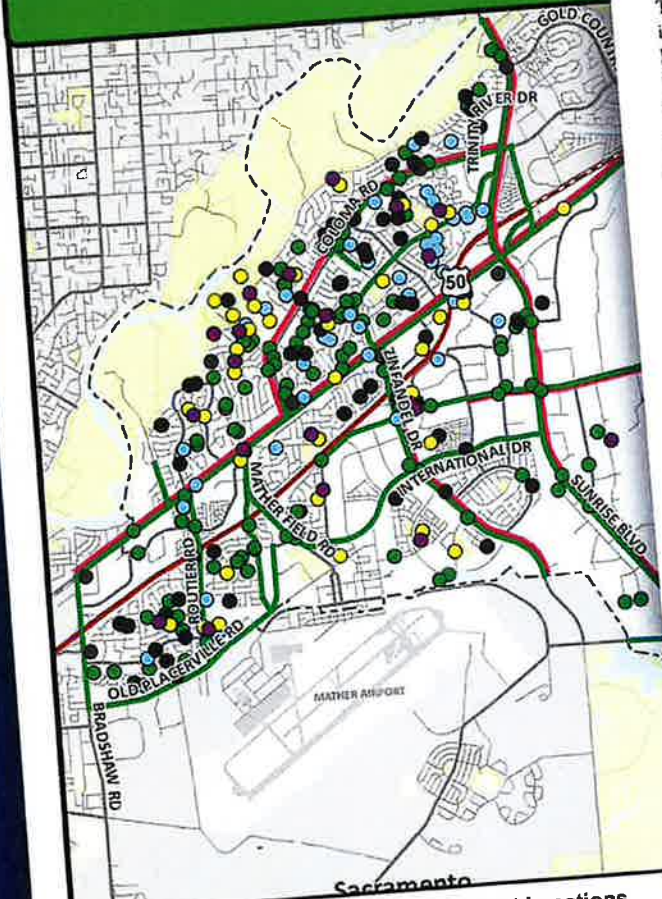 GOLD COUNTR
TRINITY RIVER DR
COLOMA RD
50
ZINFANDEL DR
INTERNATIONAL DR
MATHER FIELD RD
SUNRISE BLVD
ROUTIER RD
OLD PLACERVILLE RD
MATHER AIRPORT
BRADSHAW RD
Sacramento